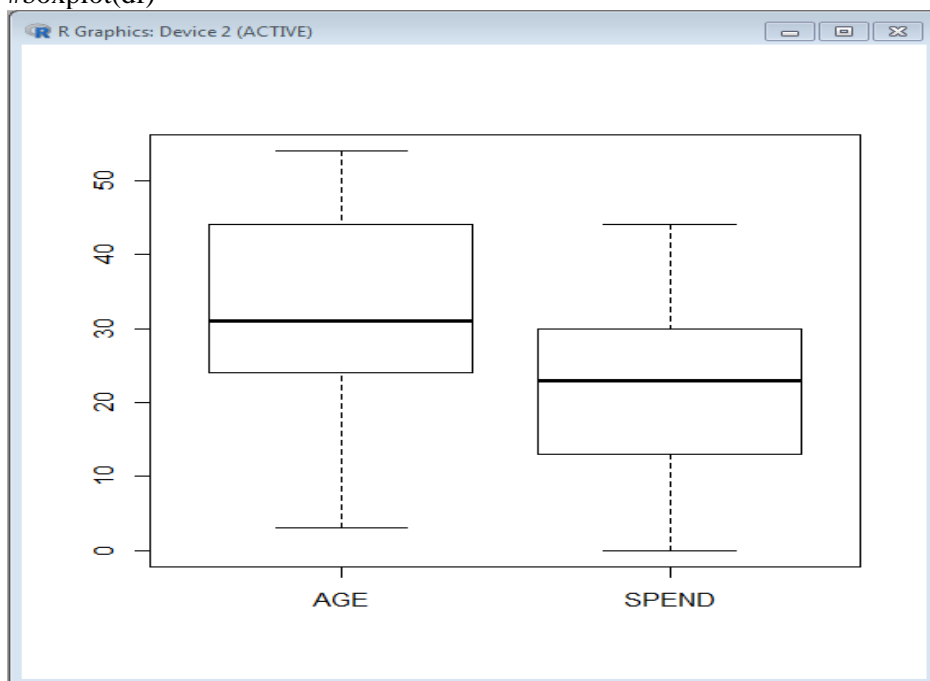 #boxplot(df)
R Graphics: Device 2 (ACTIVE)
50
40
30
20
10
0
AGE SPEND